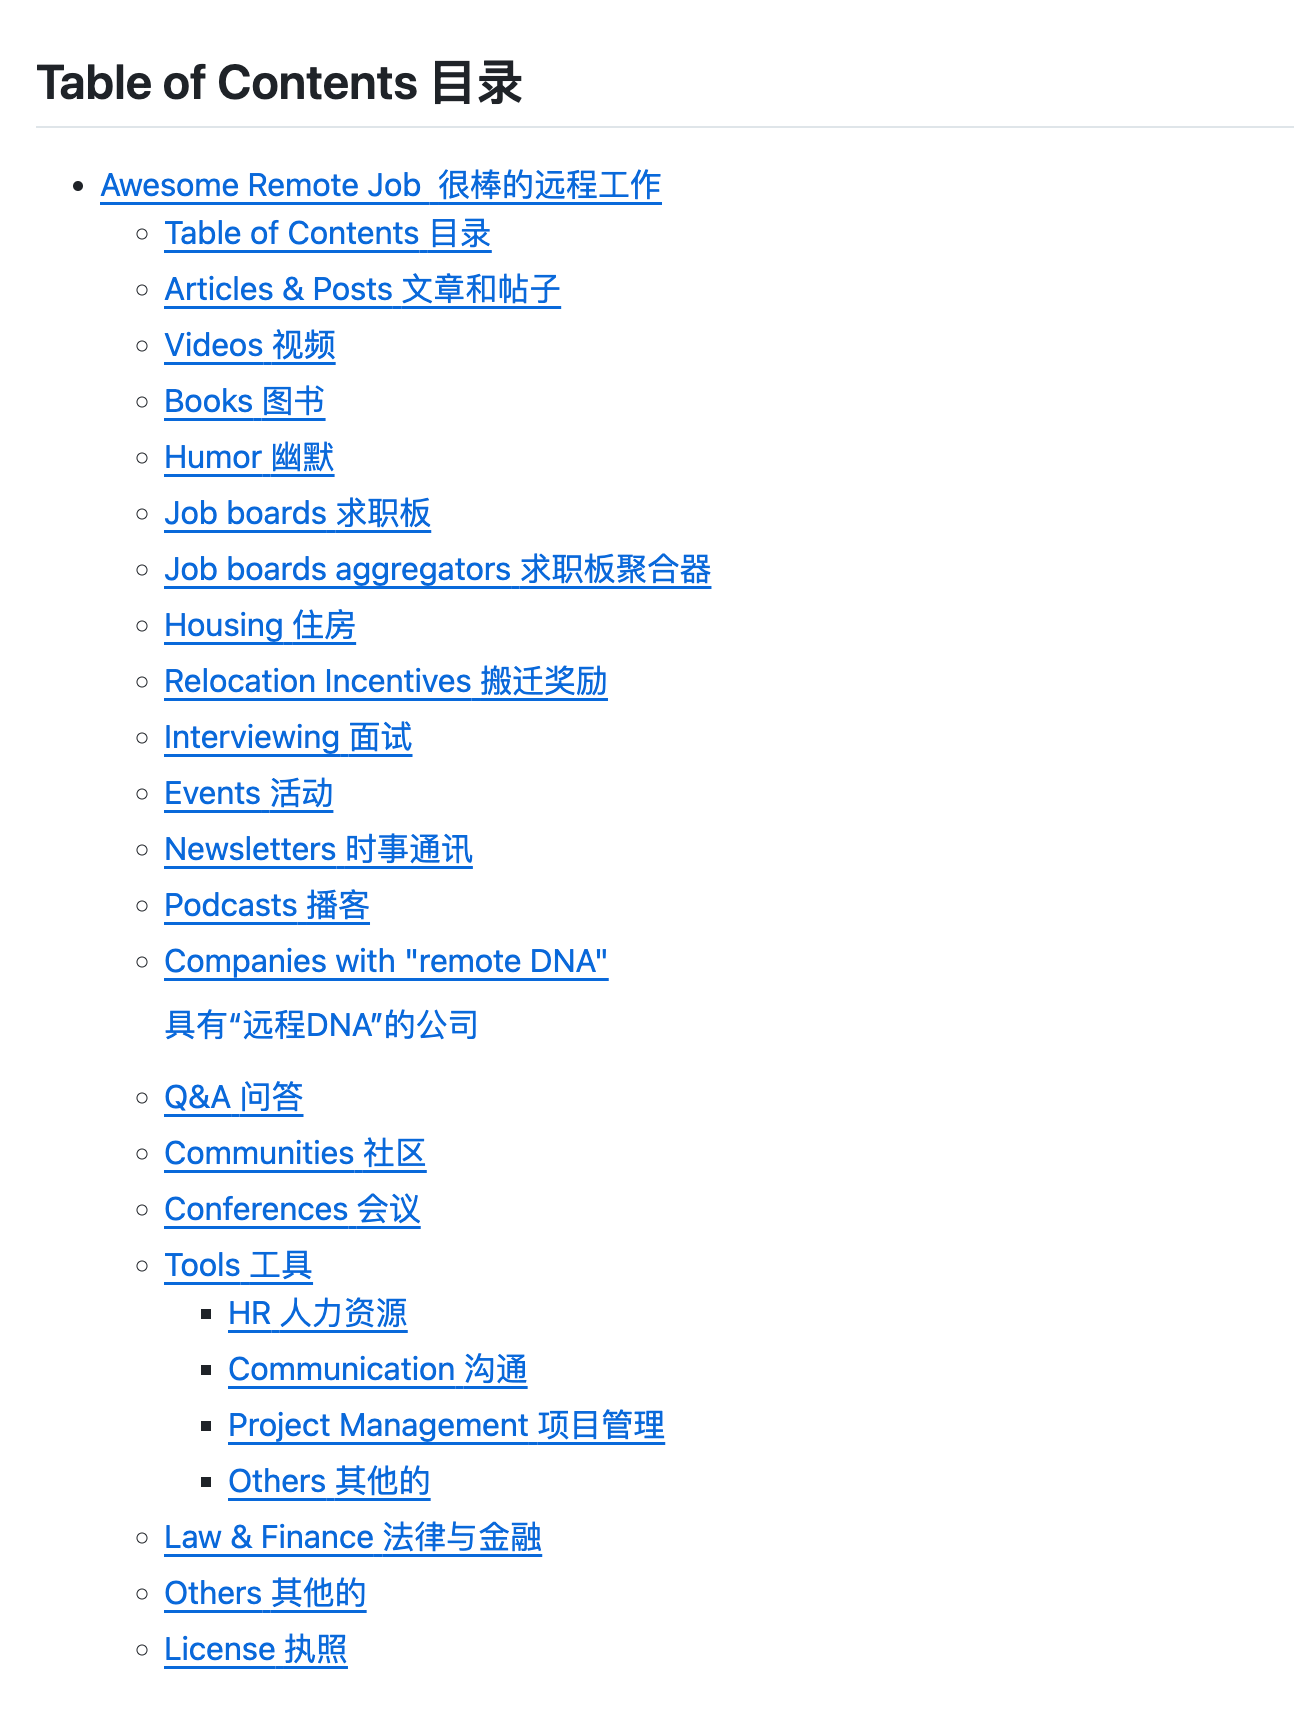 Table of Contents 目录
Awesome Remote Job 很棒的远程工作
Table of Contents 目录
Articles & Posts 文章和帖子
Videos 视频
Books 图书
Humor 幽默
Job boards 求职板
Job boards aggregators 求职板聚合器
Housing 住房
Relocation Incentives 搬迁奖励
Interviewing 面试
Events 活动
Newsletters 时事通讯
Podcasts 播客
Companies with "remote DNA"
具有“远程DNA”的公司
Q&A 问答
Communities 社区
Conferences 会议
Tools 工具
HR 人力资源
Communication 沟通
Project Management 项目管理
Others 其他的
Law & Finance 法律与金融
Others 其他的
License 执照